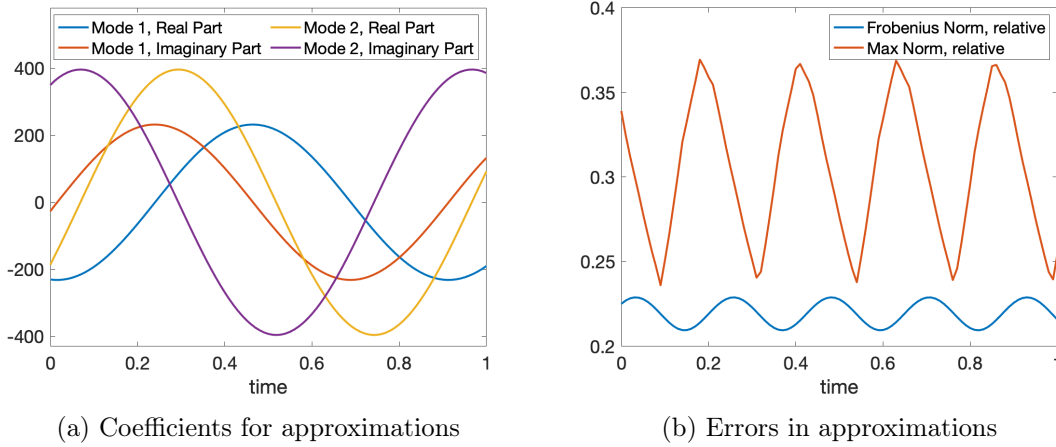 Mode 1, Real Part
Mode 2, Real Part
Mode 1, Imaginary Part
Mode 2, Imaginary Part
400
200
0
-200
-400
0
0.2
0.4
0.6
0.8
1
time
(a) Coefficients for approximations
Frobenius Norm, relative
Max Norm, relative
0.4
0.35
0.3
0.25
0.2
0
0.2
0.4
0.6
0.8
1
time
(b) Errors in approximations